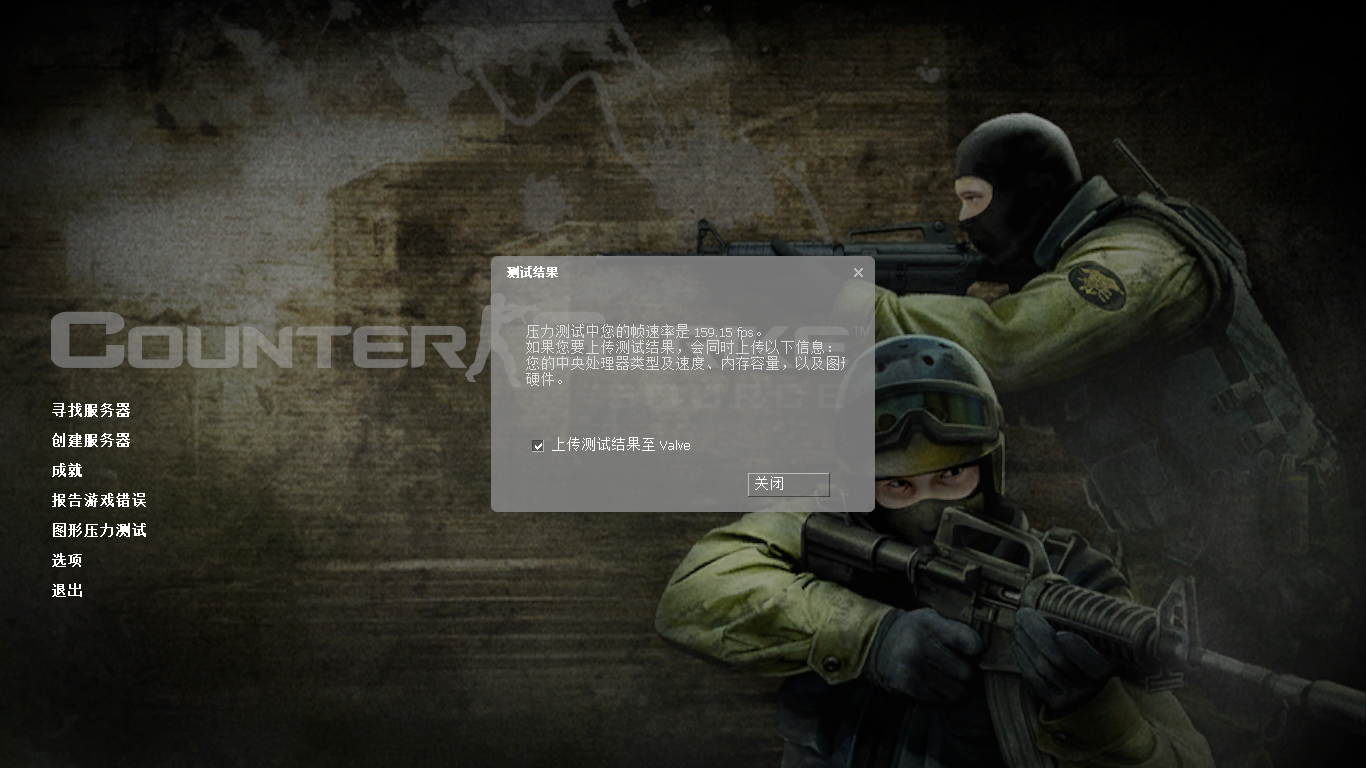 测试结果
COUNTER
压力测试中您的帧速率是 159.15 fps。
如果您要上传测试结果，会同时上传以下信息：
您的中央处理器类型及速度、内存容量，以及图
硬件。
上传测试结果至 Valve
关闭
寻找服务器
创建服务器
成就
报告游戏错误
图形压力测试
选项
退出